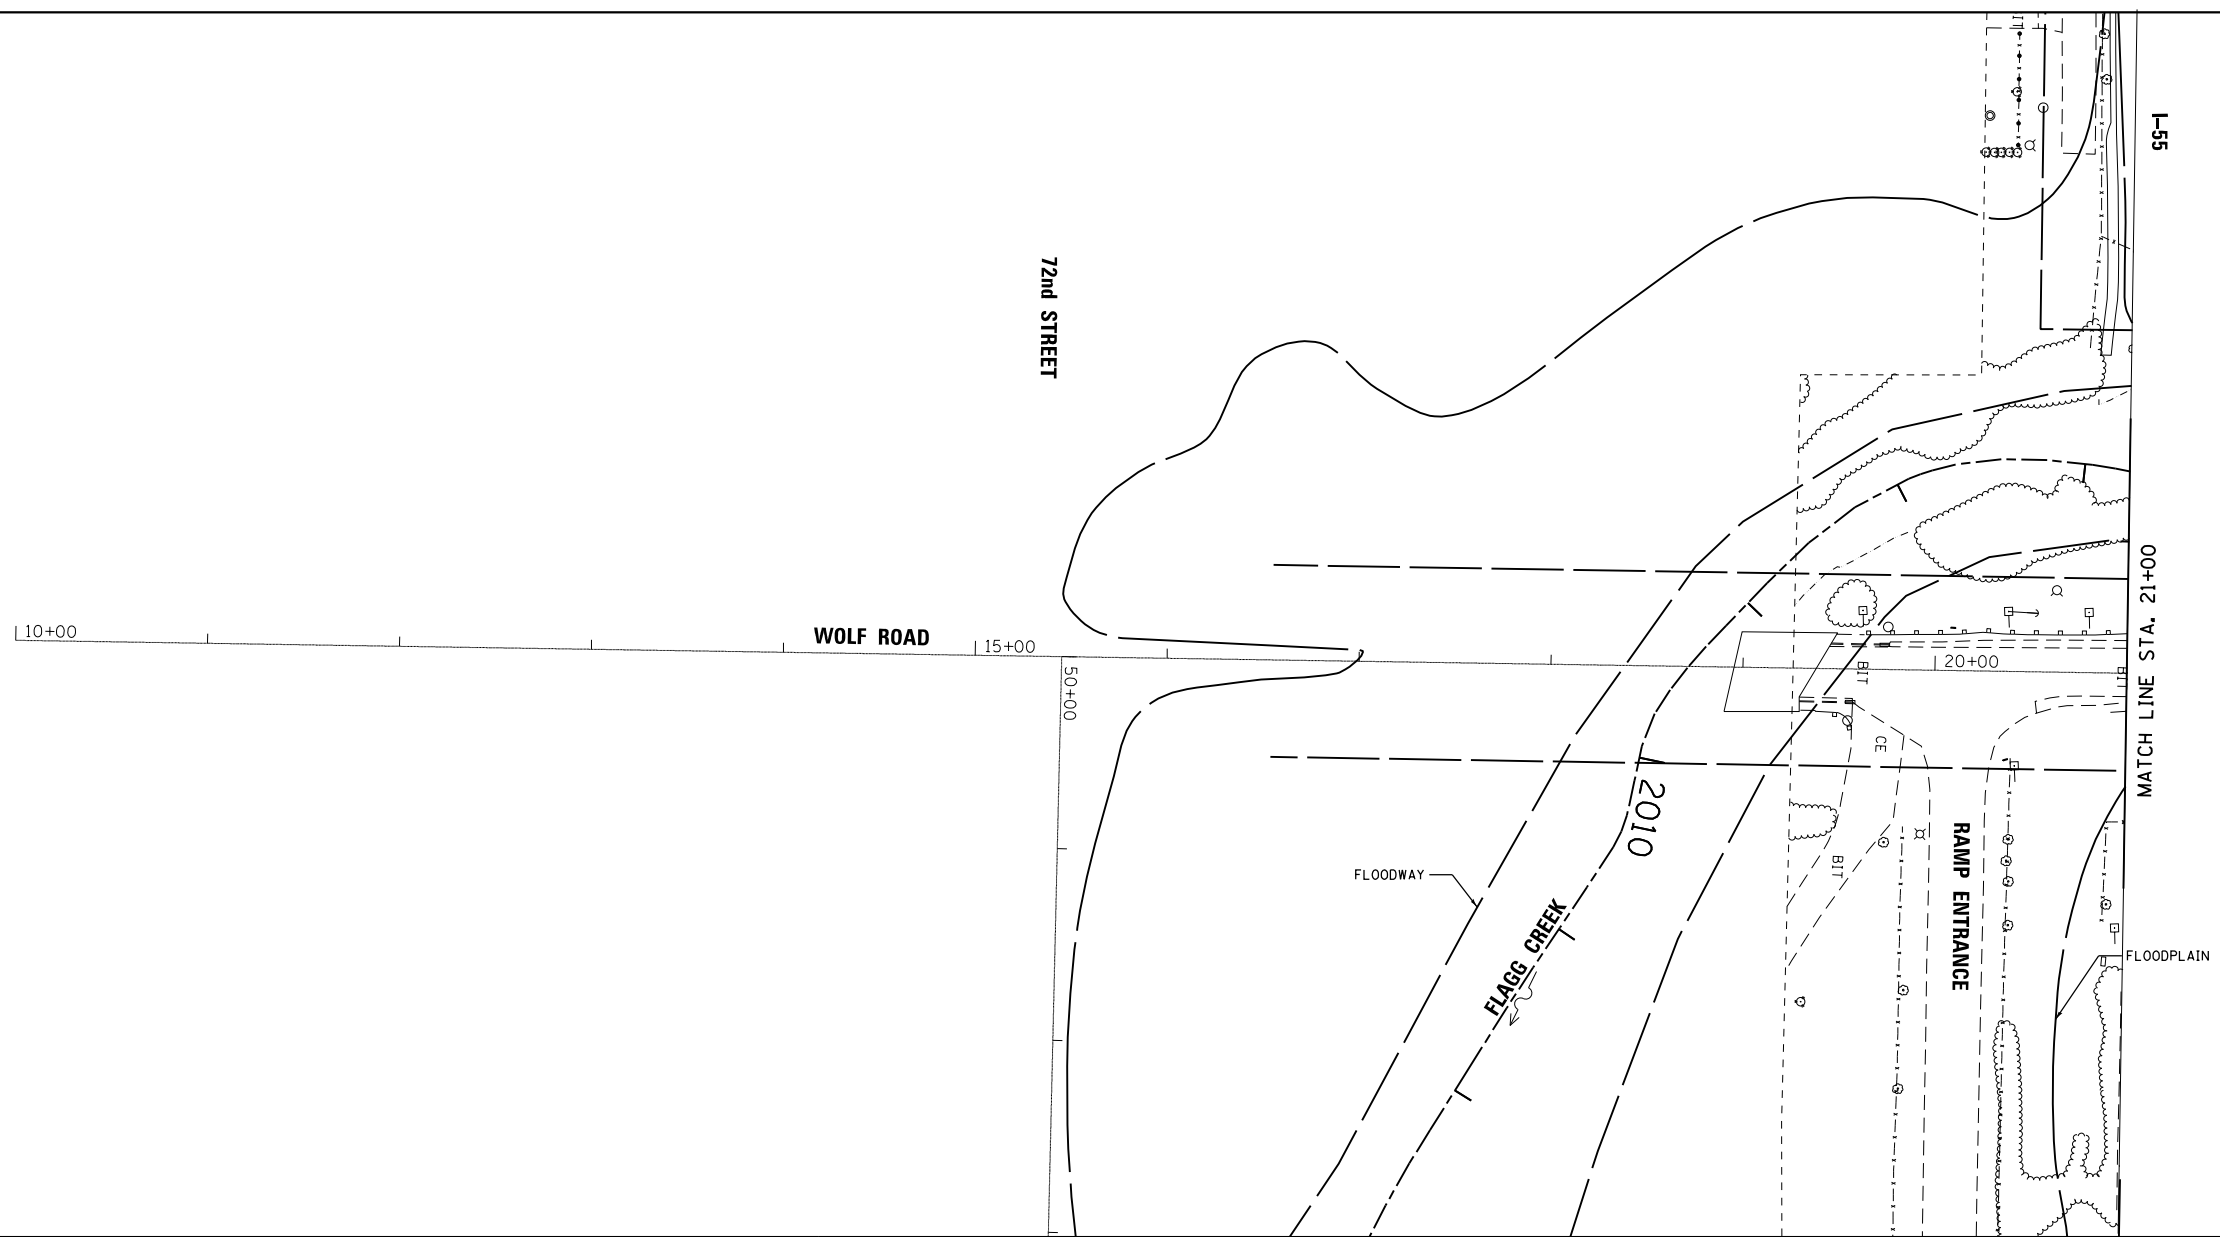 I-55
72nd STREET
MATCH LINE STA. 21+00
10+00
WOLF ROAD
15+00
20+00
50+00
BIT
CE
BIT
2010
RAMP ENTRANCE
FLOODWAY
FLAGG CREEK
FLOODPLAIN